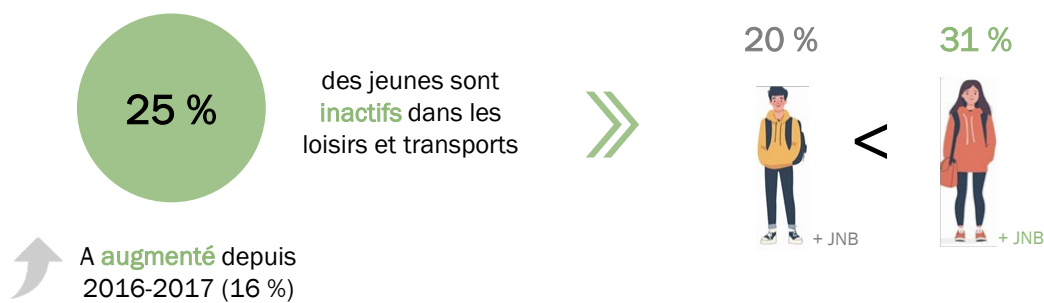 25 %
des jeunes sont
inactifs dans les
loisirs et transports
A augmenté depuis
2016-2017 (16 %)
20 %
<
31 %
+ JNB
+ JNB